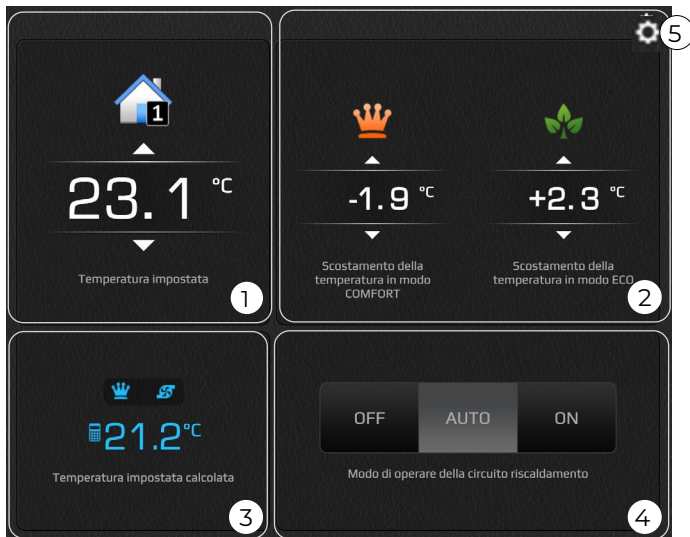 1
23.1 °C
Temperatura impostata
1
5
-1.9 °C
Scostamento della
temperatura in modo
COMFORT
+2.3 °C
Scostamento della
temperatura in modo ECO
2
21.2°C
Temperatura impostata calcolata
3
OFF AUTO ON
Modo di operare della circuito riscaldamento
4